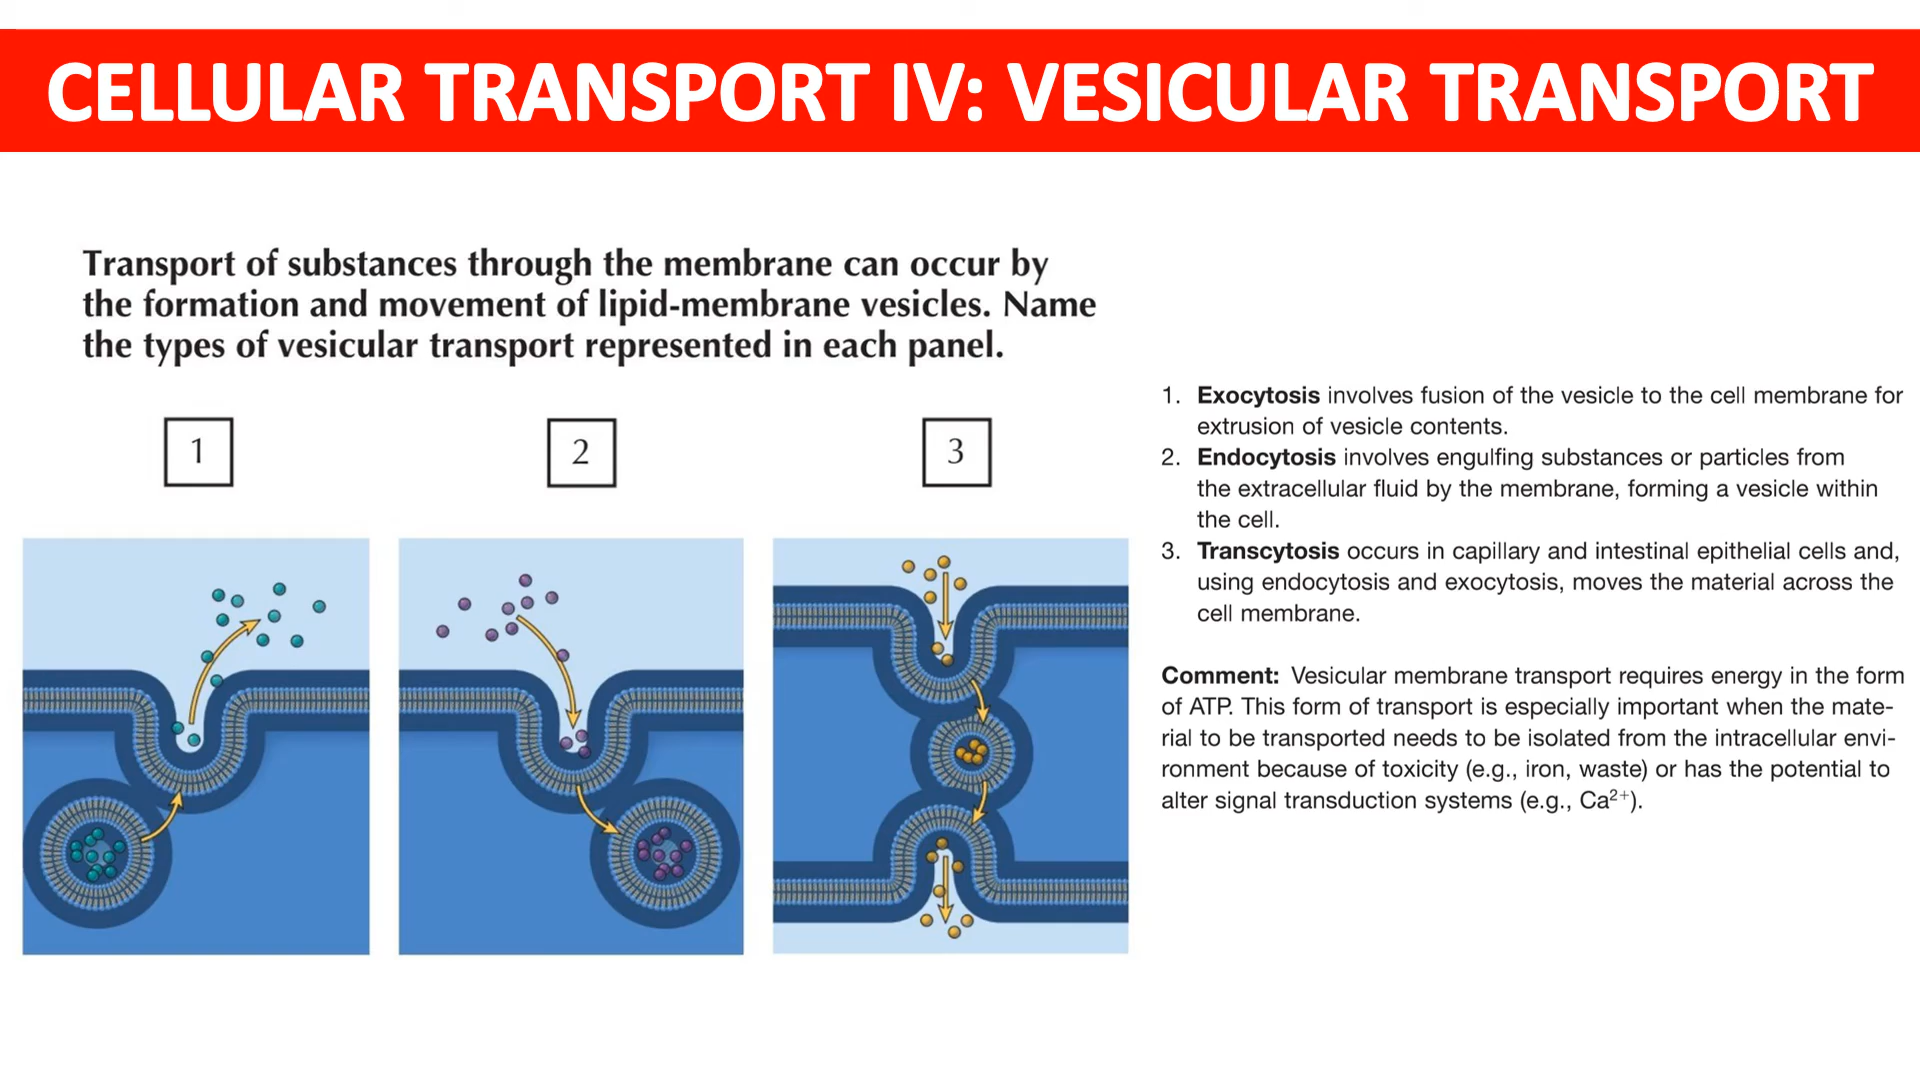 CELLULAR TRANSPORT IV: VESICULAR TRANSPORT
Transport of substances through the membrane can occur by
the formation and movement of lipid-membrane vesicles. Name
the types of vesicular transport represented in each panel.
1
2
3
1. Exocytosis involves fusion of the vesicle to the cell membrane for
extrusion of vesicle contents.
2. Endocytosis involves engulfing substances or particles from
the extracellular fluid by the membrane, forming a vesicle within
the cell.
3. Transcytosis occurs in capillary and intestinal epithelial cells and,
using endocytosis and exocytosis, moves the material across the
cell membrane.
Comment: Vesicular membrane transport requires energy in the form
of ATP. This form of transport is especially important when the mate-
rial to be transported needs to be isolated from the intracellular envi-
ronment because of toxicity (e.g., iron, waste) or has the potential to
alter signal transduction systems (e.g., Ca²⁺).